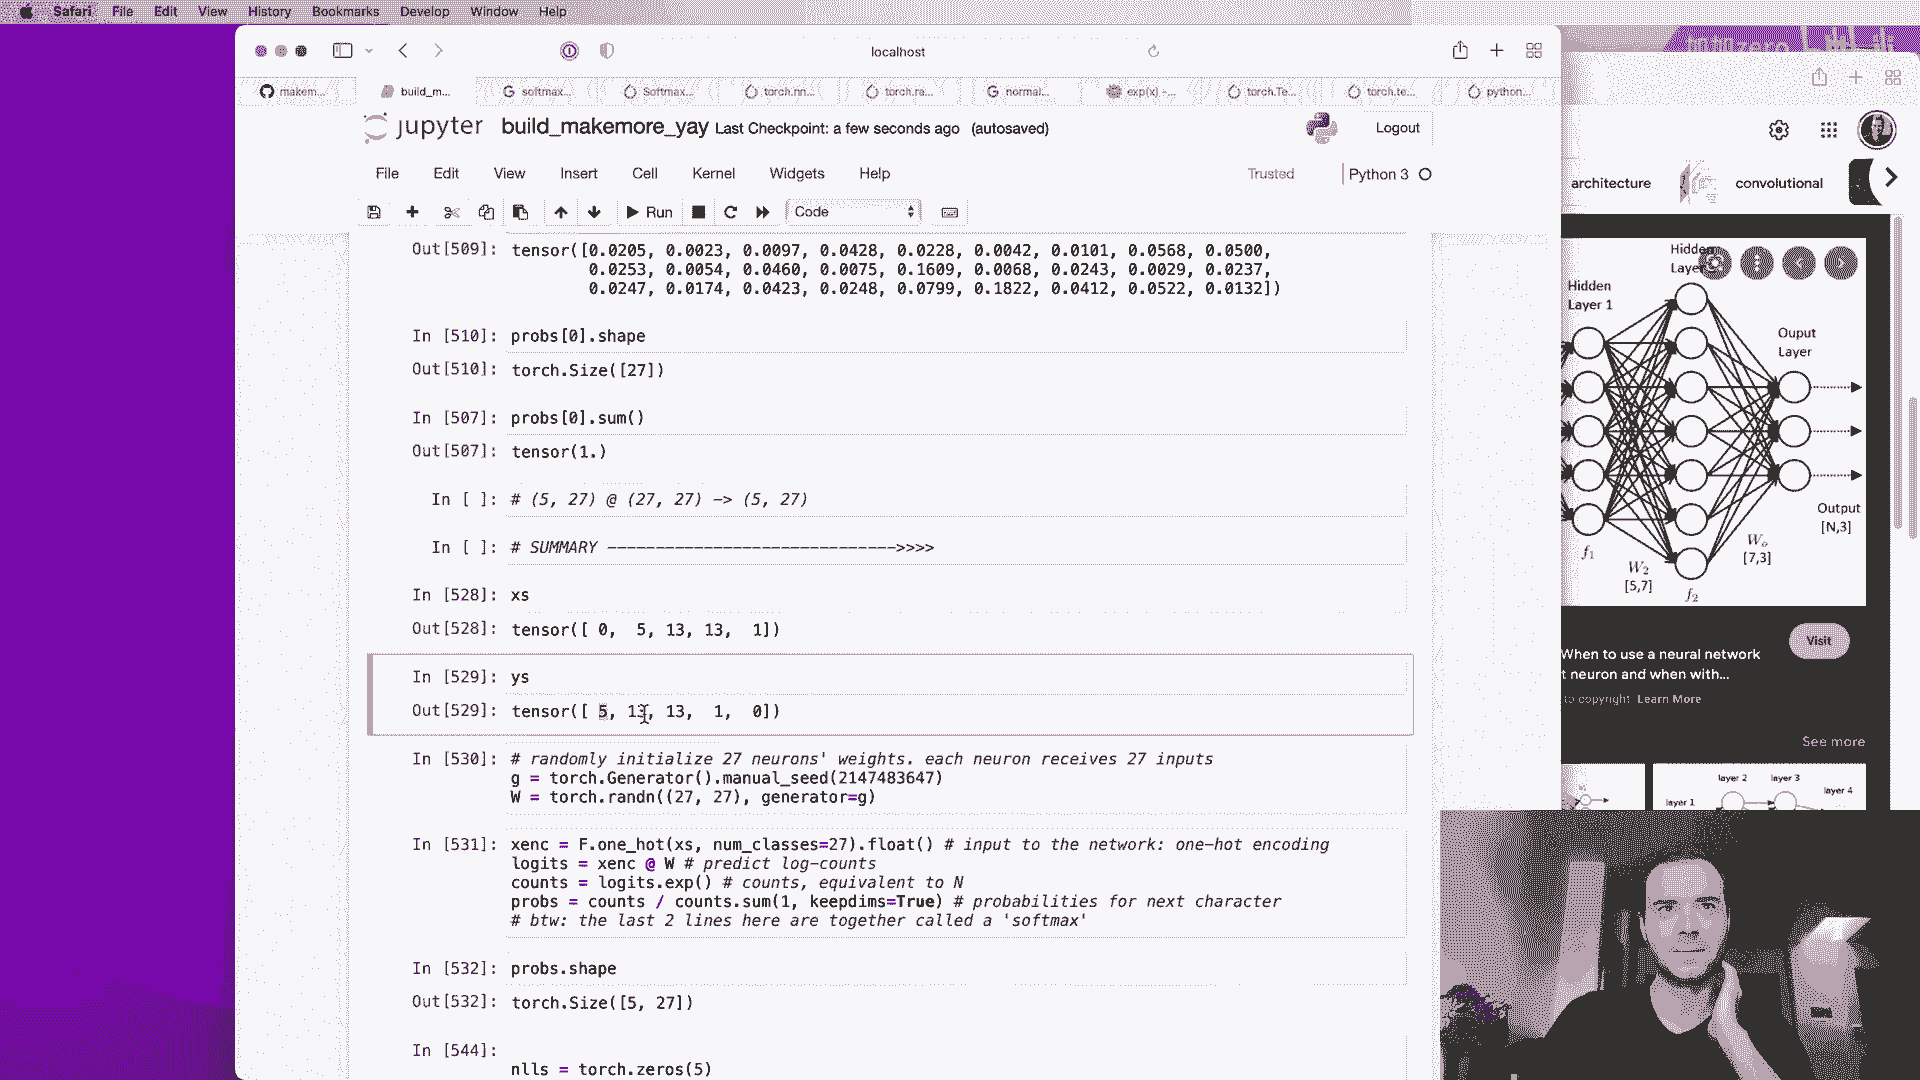 Safari File Edit View History Bookmarks Develop Window Help
localhost
makem... build_m... softmax... Softmax... torch.nn... torch.ra... normal... exp(x) –... torch.Te... torch.te... python...
jupyter build_makemore_yay Last Checkpoint: a few seconds ago (autosaved)
Logout
File Edit View Insert Cell Kernel Widgets Help
Trusted Python 3
Run Code
Out[509]: tensor([0.0205, 0.0023, 0.0097, 0.0428, 0.0228, 0.0042, 0.0101, 0.0568, 0.0500,
0.0253, 0.0054, 0.0460, 0.0075, 0.1609, 0.0068, 0.0243, 0.0029, 0.0237,
0.0247, 0.0174, 0.0423, 0.0248, 0.0799, 0.1822, 0.0412, 0.0522, 0.0132])
In [510]: probs[0].shape
Out[510]: torch.Size([27])
In [507]: probs[0].sum()
Out[507]: tensor(1.)
In [ ]: # (5, 27) @ (27, 27) -> (5, 27)
In [ ]: # SUMMARY ------------------------------>>>>
In [528]: xs
Out[528]: tensor([ 0, 5, 13, 13, 1])
In [529]: ys
Out[529]: tensor([ 5, 13, 13, 1, 0])
In [530]: # randomly initialize 27 neurons' weights. each neuron receives 27 inputs
g = torch.Generator().manual_seed(2147483647)
W = torch.randn((27, 27), generator=g)
In [531]: xenc = F.one_hot(xs, num_classes=27).float() # input to the network: one-hot encoding
logits = xenc @ W # predict log-counts
counts = logits.exp() # counts, equivalent to N
probs = counts / counts.sum(1, keepdims=True) # probabilities for next character
# btw: the last 2 lines here are together called a 'softmax'
In [532]: probs.shape
Out[532]: torch.Size([5, 27])
In [544]:
nlls = torch.zeros(5)
architecture convolutional
Hidden
Layer
Hidden
Layer 1
Ouput
Layer
Output
[N,3]
f₁
W₂
[5,7]
f₂
Wₒ
[7,3]
Visit
When to use a neural network
t neuron and when with...
to copyright Learn More
See more
layer 1 layer 2 layer 3 layer 4